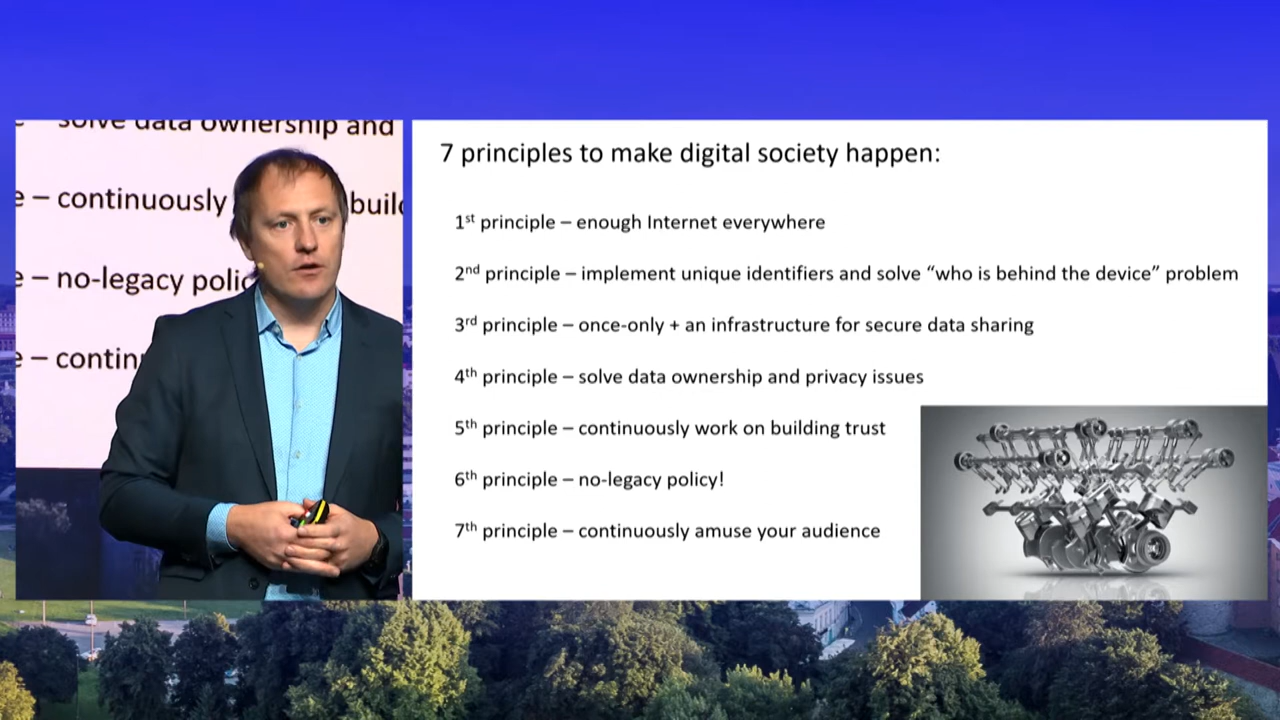 solve data ownership and
e – continuously
e – no-legacy
e –
7 principles to make digital society happen:
1st principle – enough Internet everywhere
2nd principle – implement unique identifiers and solve “who is behind the device” problem
3rd principle – once-only + an infrastructure for secure data sharing
4th principle – solve data ownership and privacy issues
5th principle – continuously work on building trust
6th principle – no-legacy policy!
7th principle – continuously amuse your audience